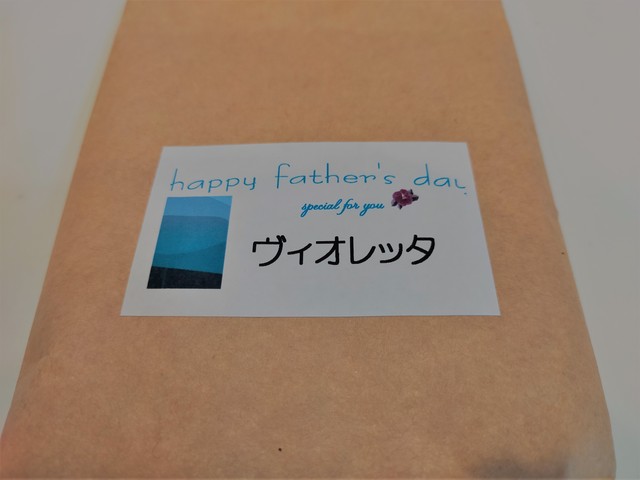 happy father's day
special for you
ヴィオレッタ